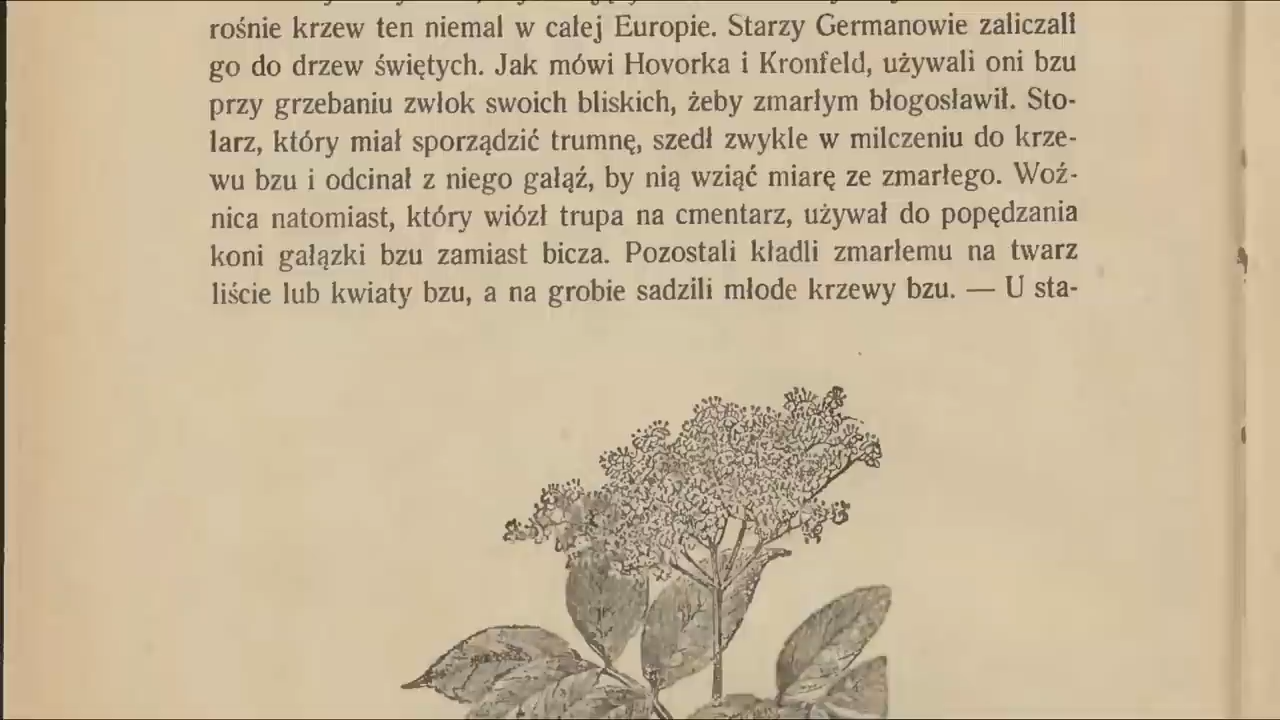 rośnie krzew ten niemal w całej Europie. Starzy Germanowie zaliczali
go do drzew świętych. Jak mówi Hovorka i Kronfeld, używali oni bzu
przy grzebaniu zwłok swoich bliskich, żeby zmarłym błogosławił. Sto-
larz, który miał sporządzić trumnę, szedł zwykle w milczeniu do krze-
wu bzu i odcinał z niego gałąź, by nią wziąć miarę ze zmarłego. Woź-
nica natomiast, który wiózł trupa na cmentarz, używał do popędzania
koni gałązki bzu zamiast bicza. Pozostali kładli zmarłemu na twarz
liście lub kwiaty bzu, a na grobie sadzili młode krzewy bzu. — U sta-